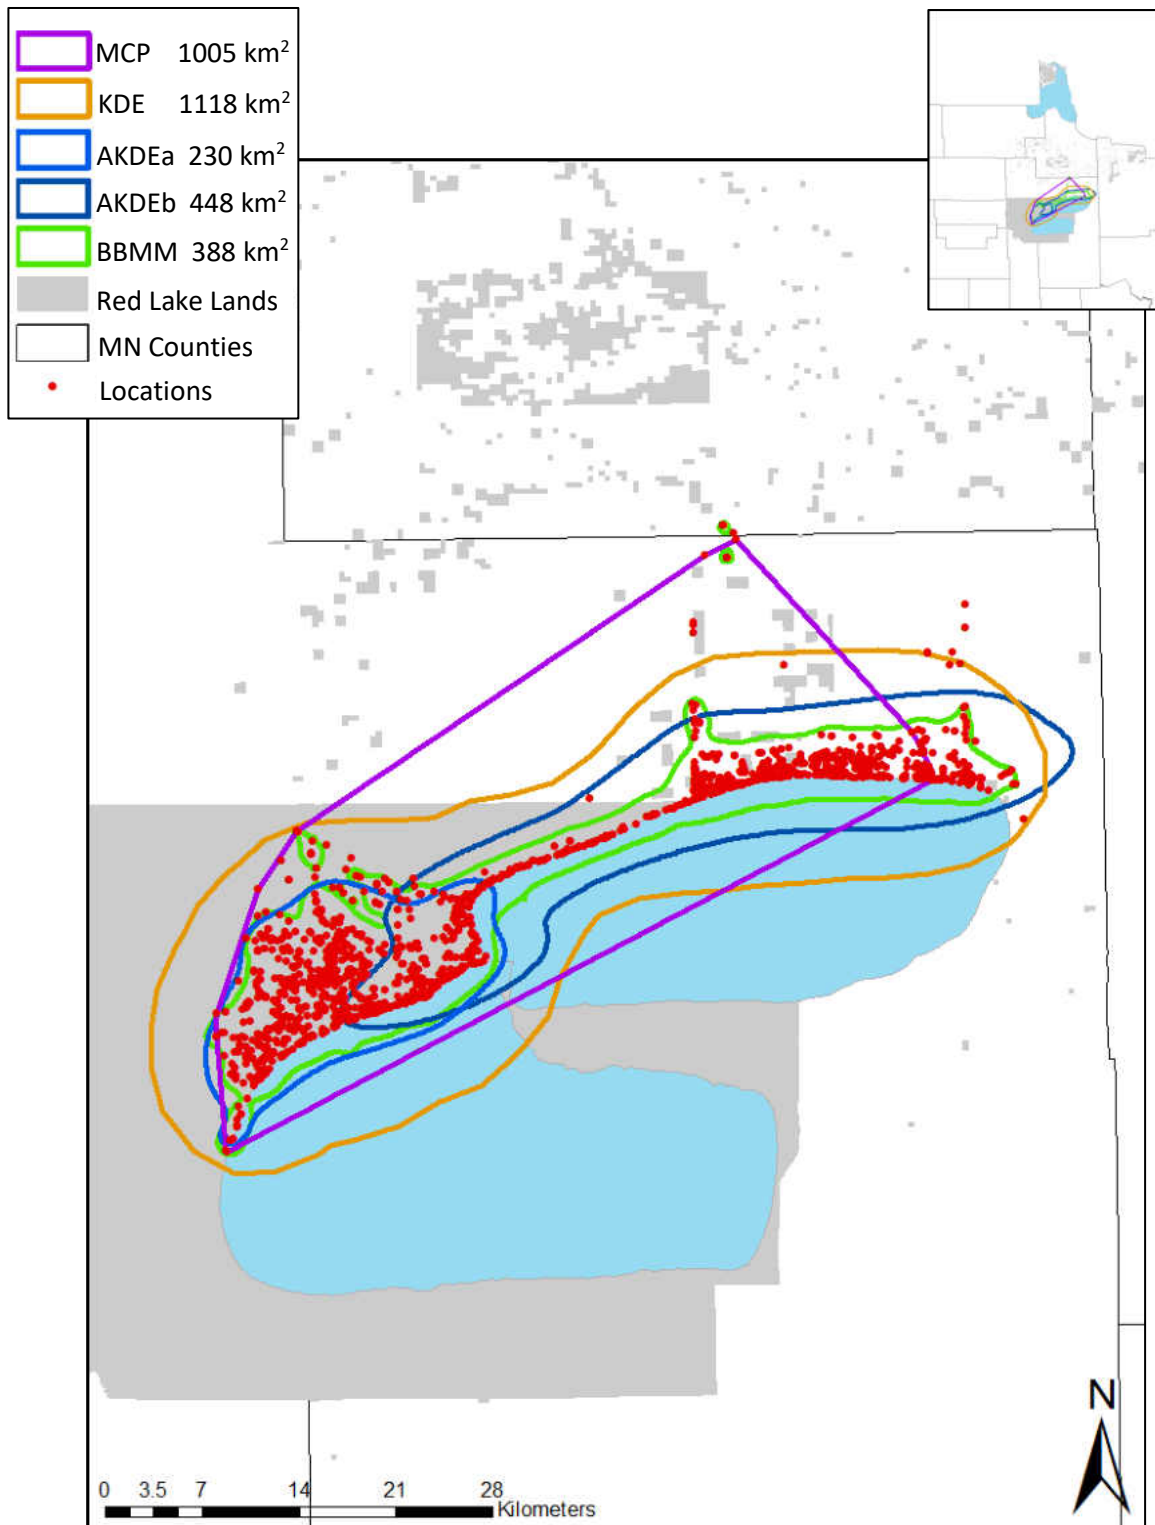 MCP 1005 km²
KDE 1118 km²
AKDEa 230 km²
AKDEb 448 km²
BBMM 388 km²
Red Lake Lands
MN Counties
Locations
N
0 3.5 7 14 21 28
Kilometers